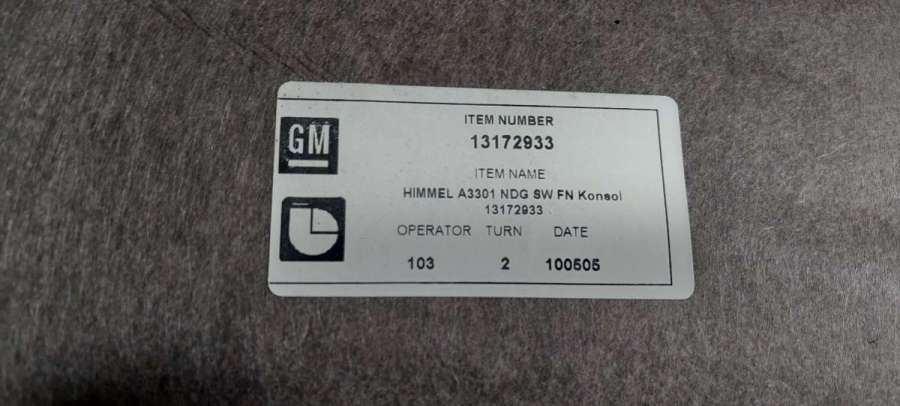 ITEM NUMBER
GM
13172933
ITEM NAME
HIMMEL A3301 NDG SW FN Konsol
13172933
OPERATOR TURN DATE
103 2 100505